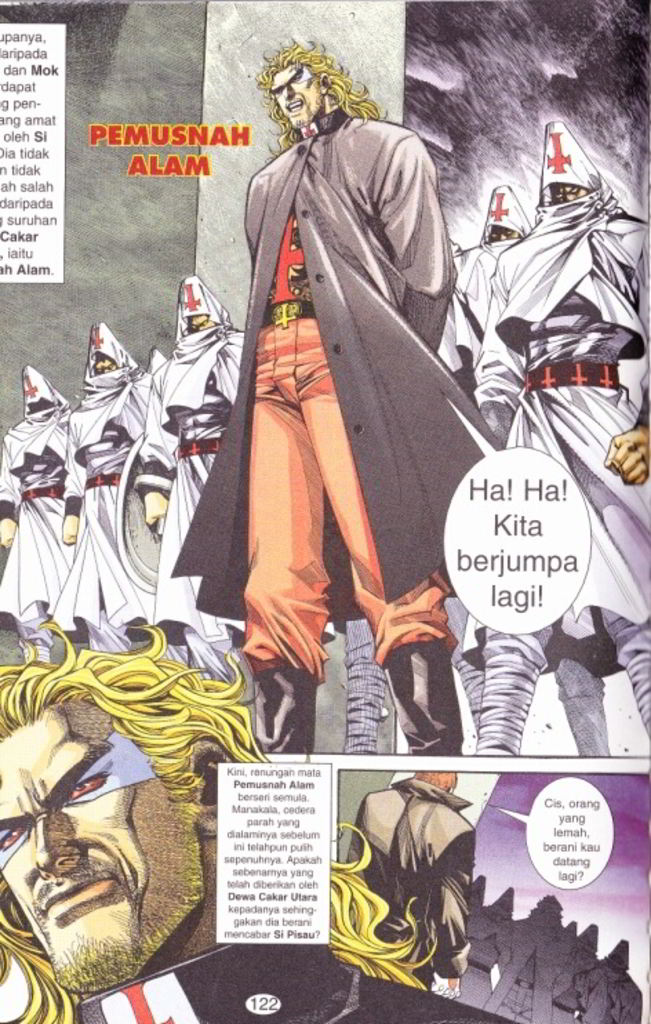 upanya,
daripada
dan Mok
rdapat
g pen-
ang amat
oleh Si
Dia tidak
n tidak
ah salah
daripada
g suruhan
Cakar
, iaitu
ah Alam.
PEMUSNAH
ALAM
Ha! Ha!
Kita
berjumpa
lagi!
Kini, renungan mata
Pemusnah Alam
berseri semula.
Manakala, cedera
parah yang
dialaminya sebelum
ini telahpun pulih
sepenuhnya. Apakah
sebenarnya yang
telah diberikan oleh
Dewa Cakar Utara
kepadanya sehing-
gakan dia berani
mencabar Si Pisau?
Cis, orang
yang
lemah,
berani kau
datang
lagi?
122